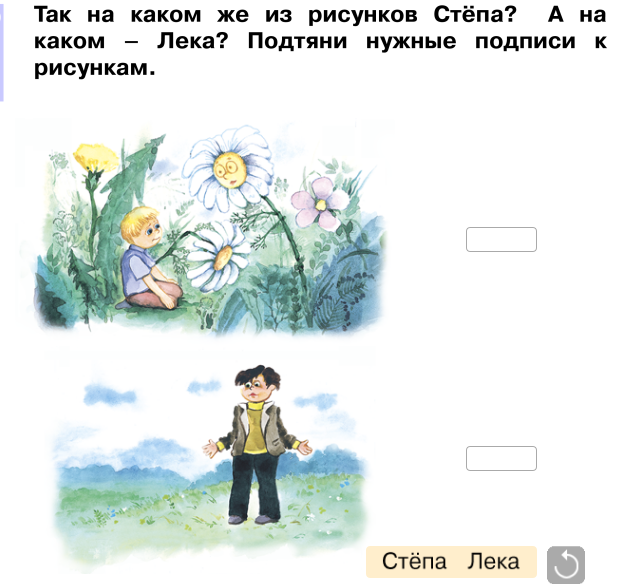 Так на каком же из рисунков Стёпа? А на
каком – Лека? Подтяни нужные подписи к
рисункам.
Стёпа Лека